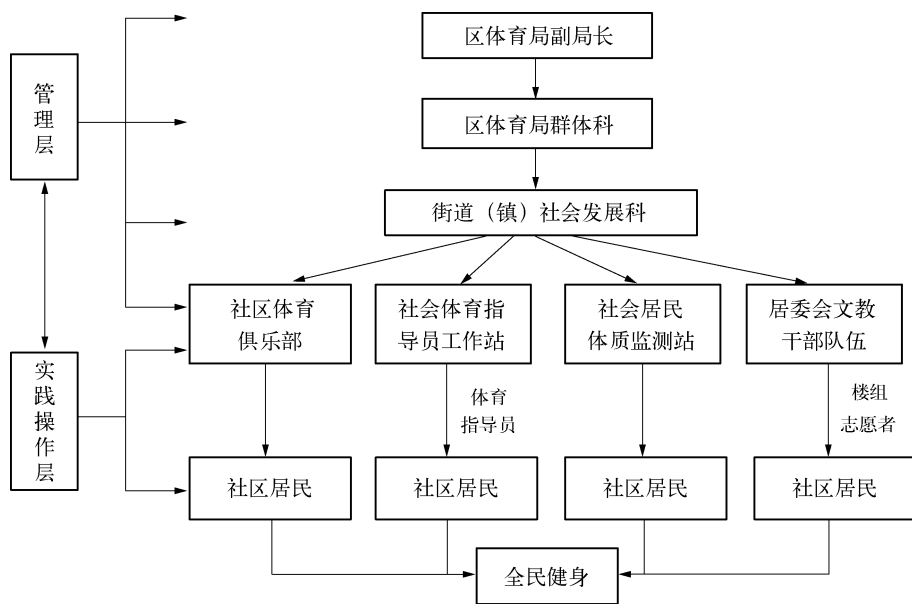 区体育局副局长
管
理
层
区体育局群体科
街道（镇）社会发展科
社区体育
俱乐部
社会体育指
导员工作站
社会居民
体质监测站
居委会文教
干部队伍
实
践
操
作
层
体育
指导员
楼组
志愿者
社区居民
社区居民
社区居民
社区居民
全民健身